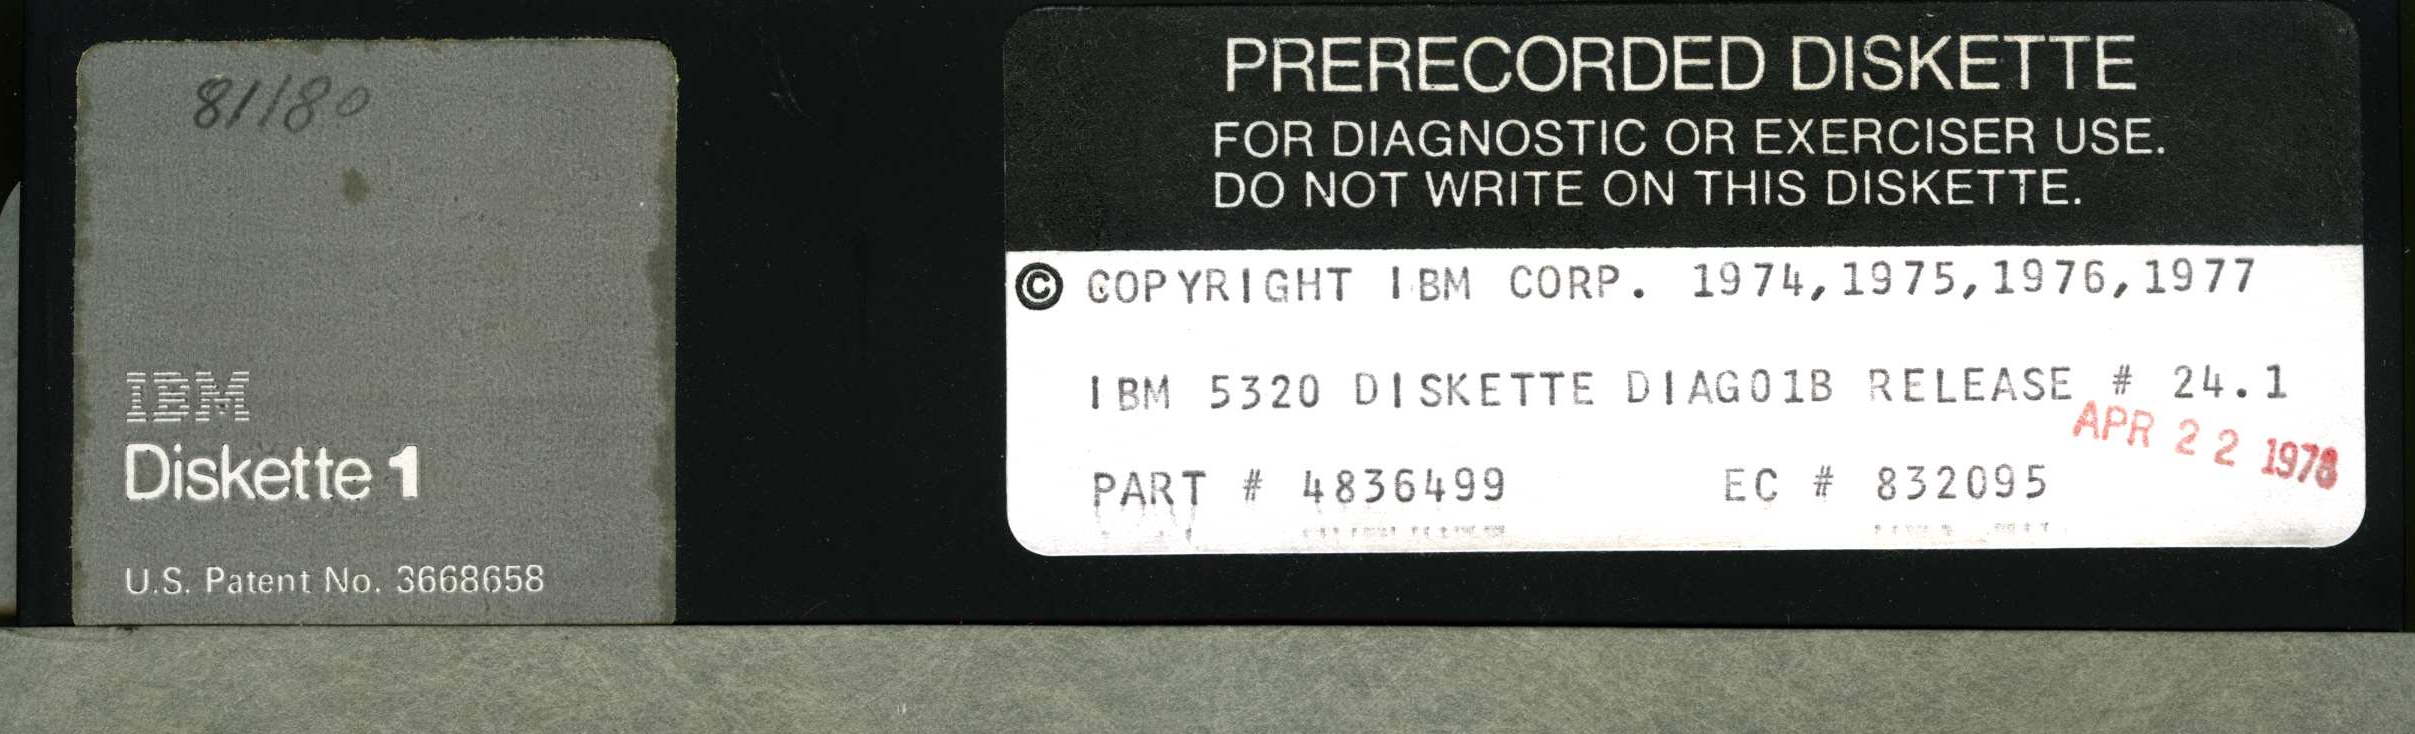 81180
IBM
Diskette 1
U.S. Patent No. 3668658
PRERECORDED DISKETTE
FOR DIAGNOSTIC OR EXERCISER USE.
DO NOT WRITE ON THIS DISKETTE.
© COPYRIGHT IBM CORP. 1974,1975,1976,1977
IBM 5320 DISKETTE DIAG01B RELEASE # 24.1
APR 22 1978
PART # 4836499 EC # 832095